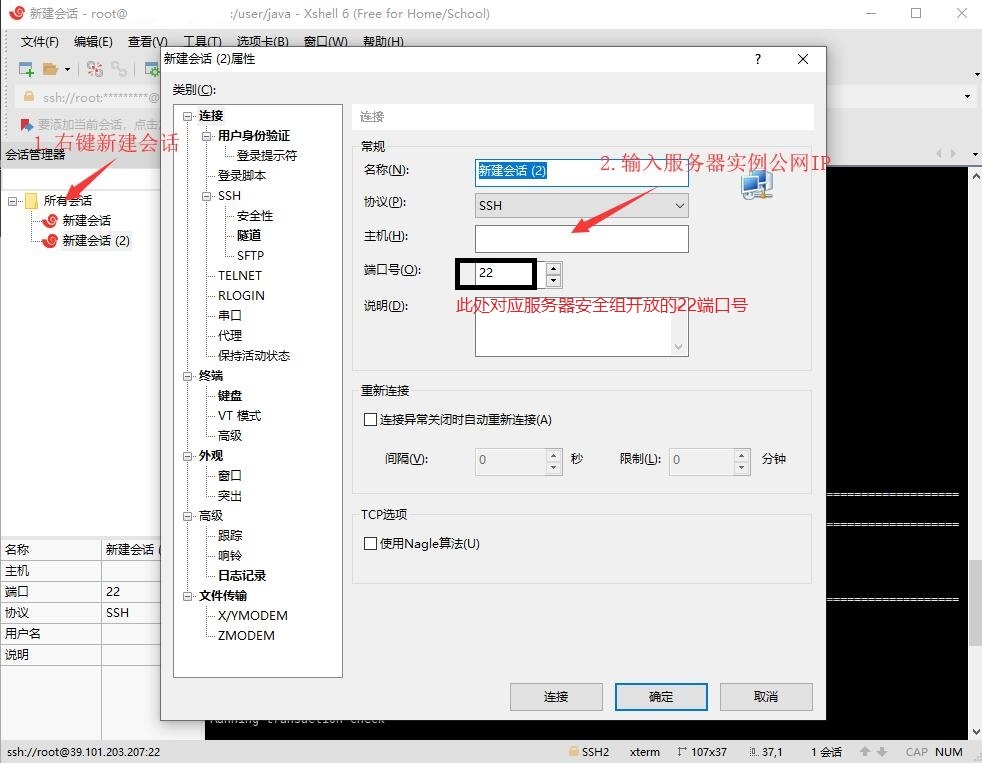 新建会话 - root@ :/user/java - Xshell 6 (Free for Home/School)
文件(F) 编辑(E) 查看(V) 工具(T) 选项卡(B) 窗口(W) 帮助(H)
新建会话 (2)属性
?
ssh://root:*********@
要添加当前会话，点击
会话管理器
1.右键新建会话
所有会话
新建会话
新建会话 (2)
名称 新建会话
主机
端口 22
协议 SSH
用户名
说明
类别(C):
连接
用户身份验证
登录提示符
登录脚本
SSH
安全性
隧道
SFTP
TELNET
RLOGIN
串口
代理
保持活动状态
终端
键盘
VT 模式
高级
外观
窗口
突出
高级
跟踪
响铃
日志记录
文件传输
X/YMODEM
ZMODEM
连接
常规
名称(N): 新建会话 (2)
2.输入服务器实例公网IP
协议(P): SSH
主机(H):
端口号(O): 22
此处对应服务器安全组开放的22端口号
说明(D):
重新连接
连接异常关闭时自动重新连接(A)
间隔(V): 0 秒 限制(L): 0 分钟
TCP选项
使用Nagle算法(U)
连接 确定 取消
Running transaction check
ssh://root@39.101.203.207:22 SSH2 xterm 107x37 37,1 1 会话 CAP NUM